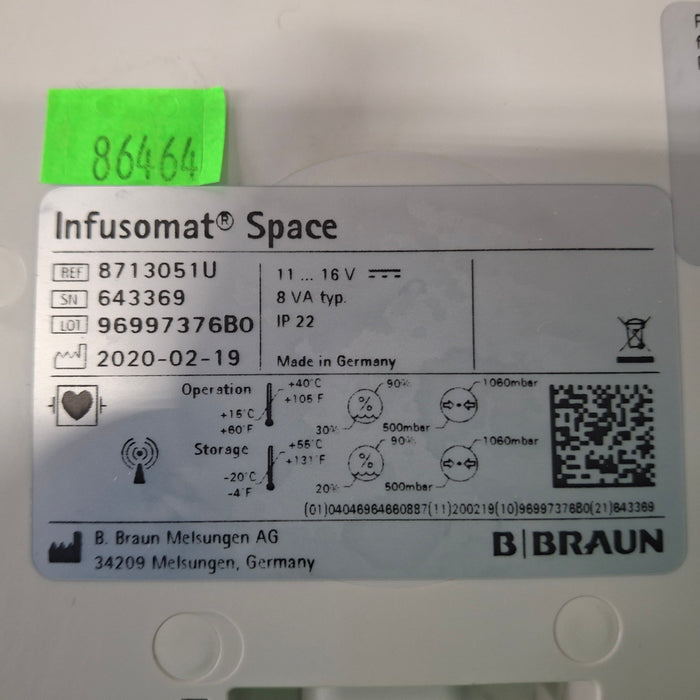 86464
Infusomat® Space
REF 8713051U
SN 643369
LOT 96997376B0
2020-02-19
11 ... 16 V
8 VA typ.
IP 22
Made in Germany
Operation
+40°C
+105 F
+15°C
+60°F
%
90%
30%
1060mbar
500mbar
Storage
+55°C
+131°F
-20°C
-4°F
%
90%
20%
1060mbar
500mbar
(01)04046964660887(11)200219(10)96997376B0(21)643369
B. Braun Melsungen AG
34209 Melsungen, Germany
B|BRAUN